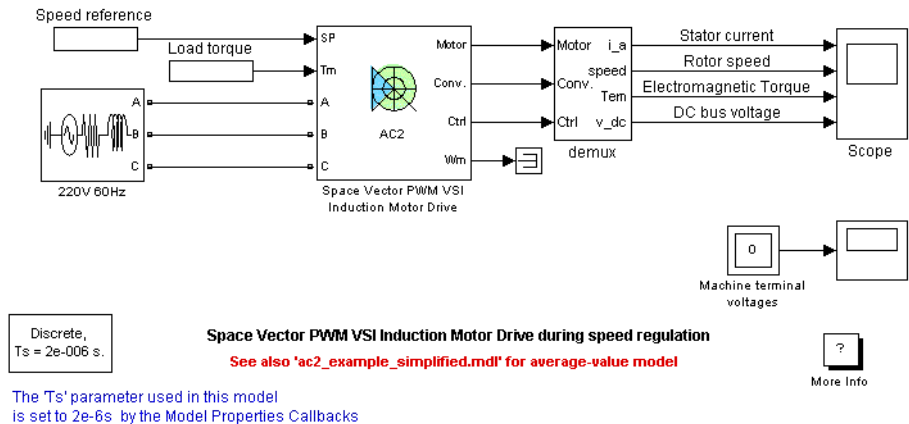 Speed reference
Load torque
SP
Tm
A
B
C
A
B
C
220V 60Hz
Motor
Conv.
Ctrl
Wm
AC2
Space Vector PWM VSI
Induction Motor Drive
Motor
Conv.
Ctrl
i_a
speed
Tem
v_dc
demux
Stator current
Rotor speed
Electromagnetic Torque
DC bus voltage
Scope
0
Machine terminal
voltages
Discrete,
Ts = 2e-006 s.
Space Vector PWM VSI Induction Motor Drive during speed regulation
See also 'ac2_example_simplified.mdl' for average-value model
?
More Info
The 'Ts' parameter used in this model
is set to 2e-6s by the Model Properties Callbacks